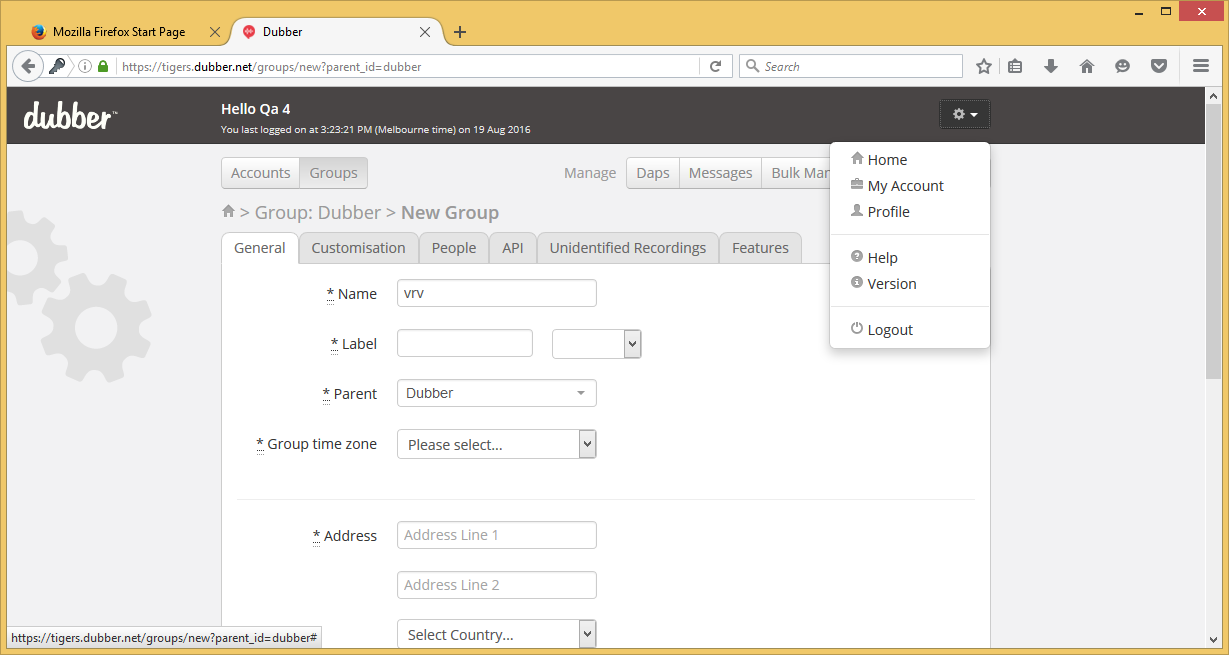 Mozilla Firefox Start Page
Dubber
https://tigers.dubber.net/groups/new?parent_id=dubber
Search
dubber™
Hello Qa 4
You last logged on at 3:23:21 PM (Melbourne time) on 19 Aug 2016
Accounts Groups
Manage Daps Messages Bulk Man
Home
My Account
Profile
Help
Version
Logout
> Group: Dubber > New Group
General Customisation People API Unidentified Recordings Features
* Name vrv
* Label
* Parent Dubber
* Group time zone Please select...
* Address Address Line 1
Address Line 2
Select Country...
https://tigers.dubber.net/groups/new?parent_id=dubber#